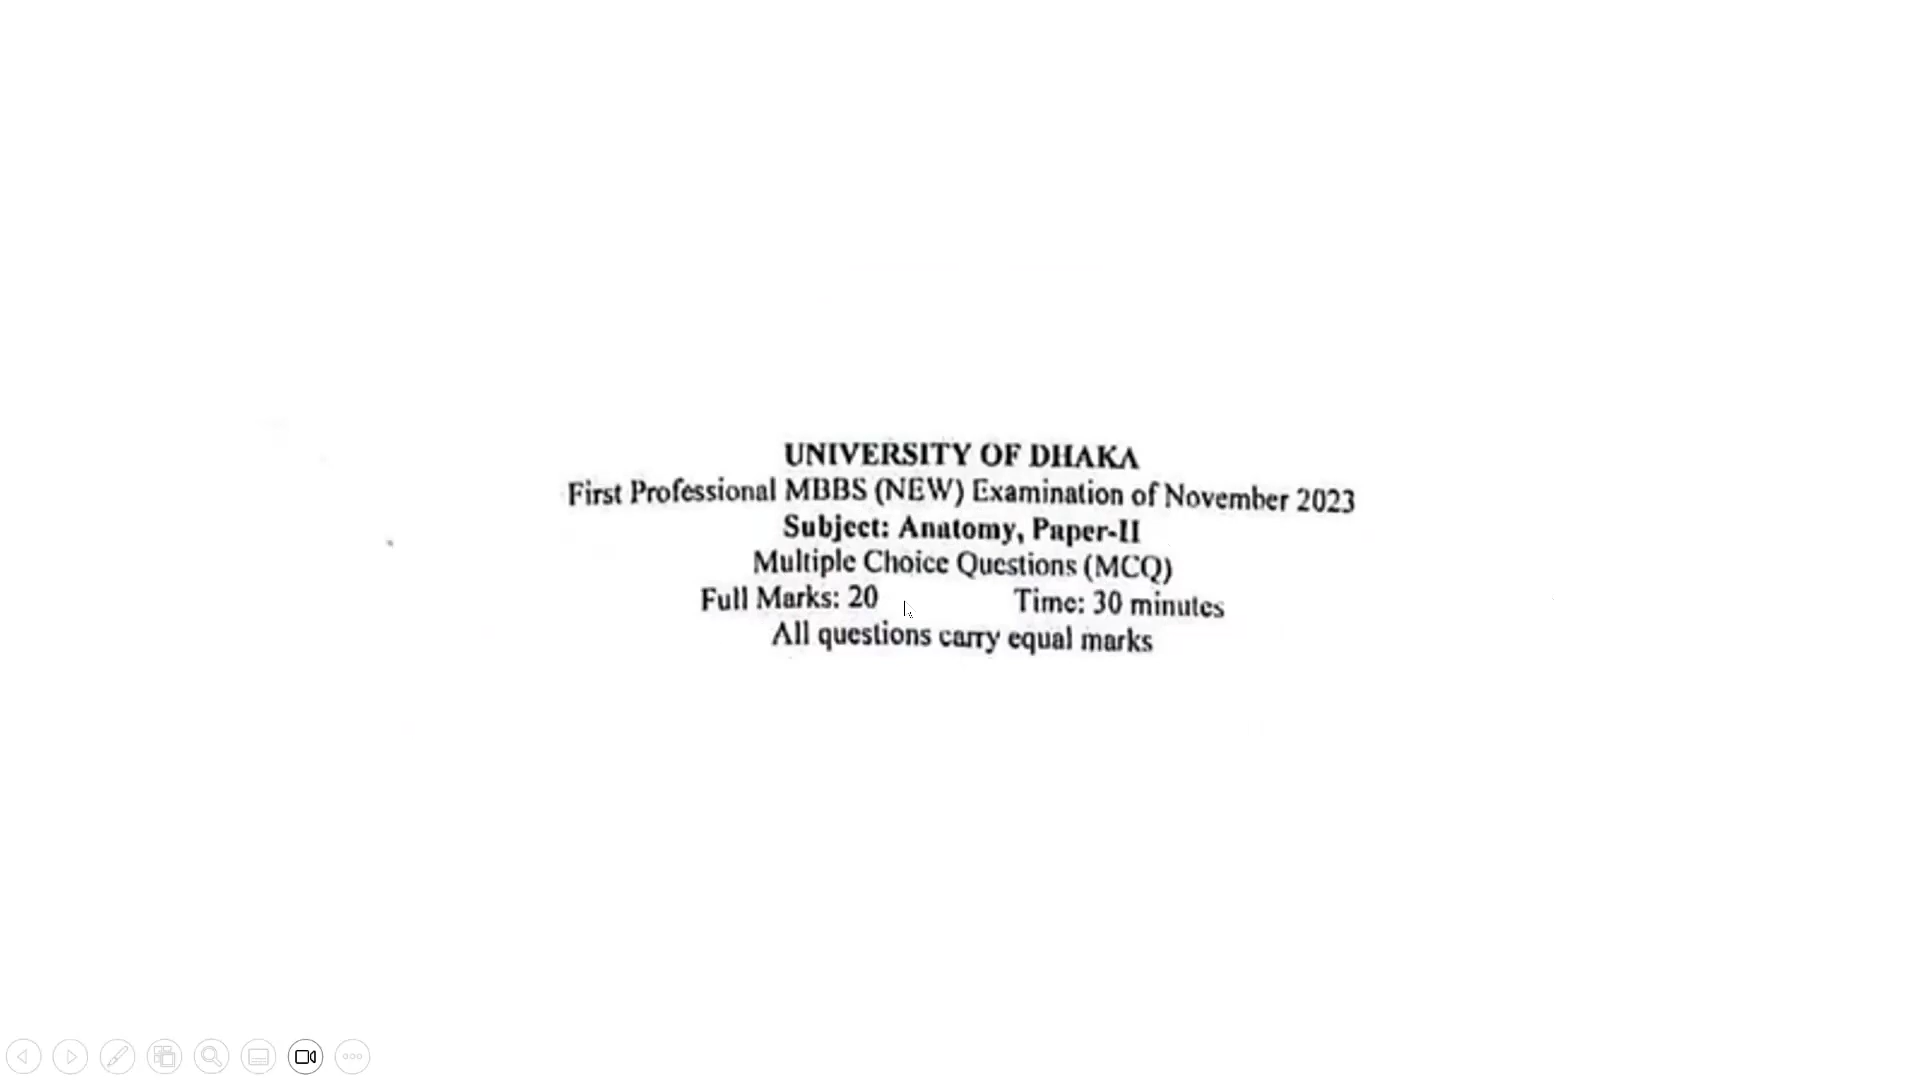 UNIVERSITY OF DHAKA
First Professional MBBS (NEW) Examination of November 2023
Subject: Anatomy, Paper-II
Multiple Choice Questions (MCQ)
Full Marks: 20 Time: 30 minutes
All questions carry equal marks